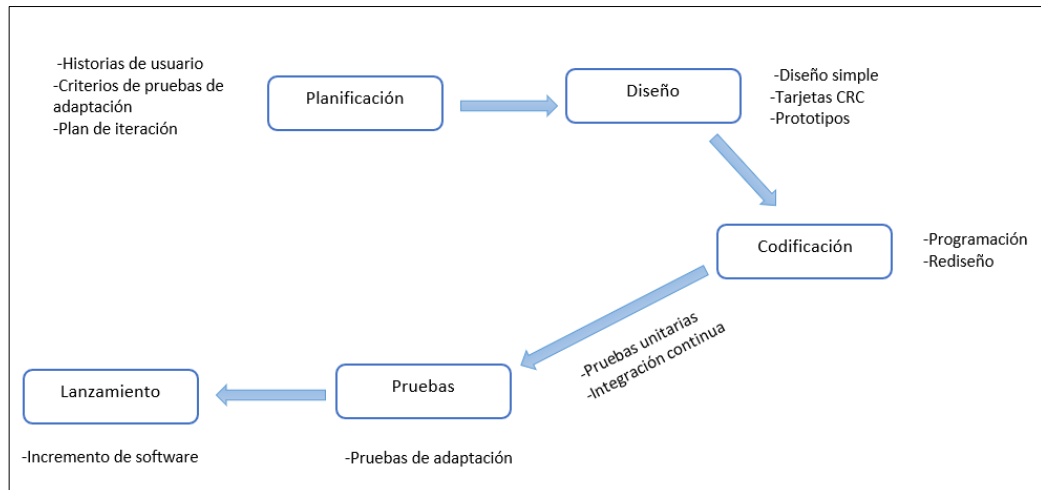 -Historias de usuario
-Criterios de pruebas de
adaptación
-Plan de iteración
Planificación
Diseño
-Diseño simple
-Tarjetas CRC
-Prototipos
Codificación
-Programación
-Rediseño
-Pruebas unitarias
-Integración continua
Pruebas
-Pruebas de adaptación
Lanzamiento
-Incremento de software